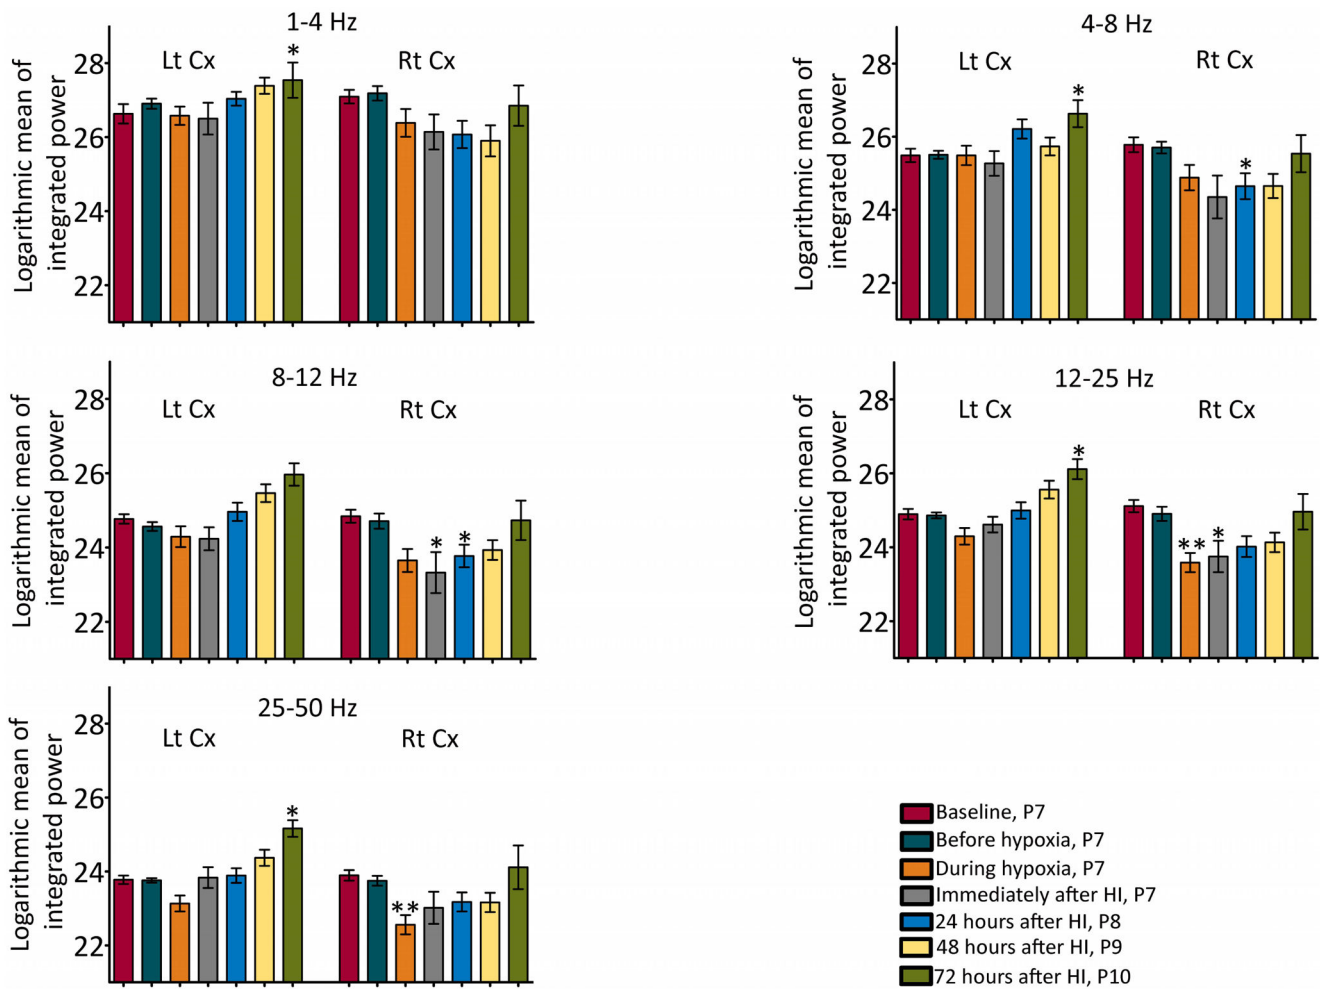 1-4 Hz
Lt Cx
Rt Cx
*
Logarithmic mean of
integrated power
28
26
24
22
4-8 Hz
Lt Cx
Rt Cx
*
*
Logarithmic mean of
integrated power
28
26
24
22
8-12 Hz
Lt Cx
Rt Cx
*
*
Logarithmic mean of
integrated power
28
26
24
22
12-25 Hz
Lt Cx
Rt Cx
*
**
*
Logarithmic mean of
integrated power
28
26
24
22
25-50 Hz
Lt Cx
Rt Cx
*
**
Logarithmic mean of
integrated power
28
26
24
22
Baseline, P7
Before hypoxia, P7
During hypoxia, P7
Immediately after HI, P7
24 hours after HI, P8
48 hours after HI, P9
72 hours after HI, P10